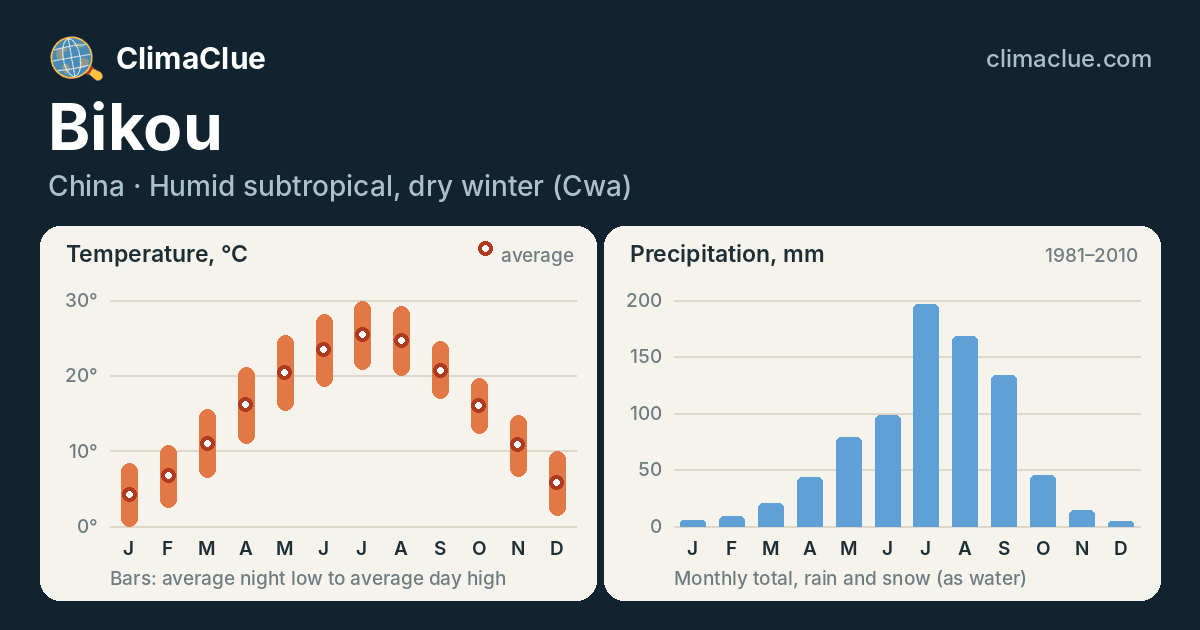 ClimaClue
climaclue.com
Bikou
China · Humid subtropical, dry winter (Cwa)
Temperature, °C
average
30°
20°
10°
0°
J F M A M J J A S O N D
Bars: average night low to average day high
Precipitation, mm
1981–2010
200
150
100
50
0
J F M A M J J A S O N D
Monthly total, rain and snow (as water)